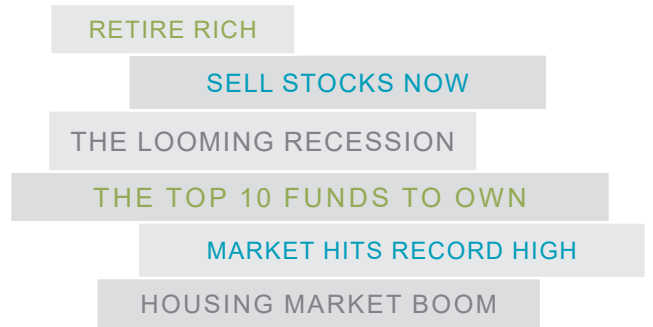 RETIRE RICH
SELL STOCKS NOW
THE LOOMING RECESSION
THE TOP 10 FUNDS TO OWN
MARKET HITS RECORD HIGH
HOUSING MARKET BOOM